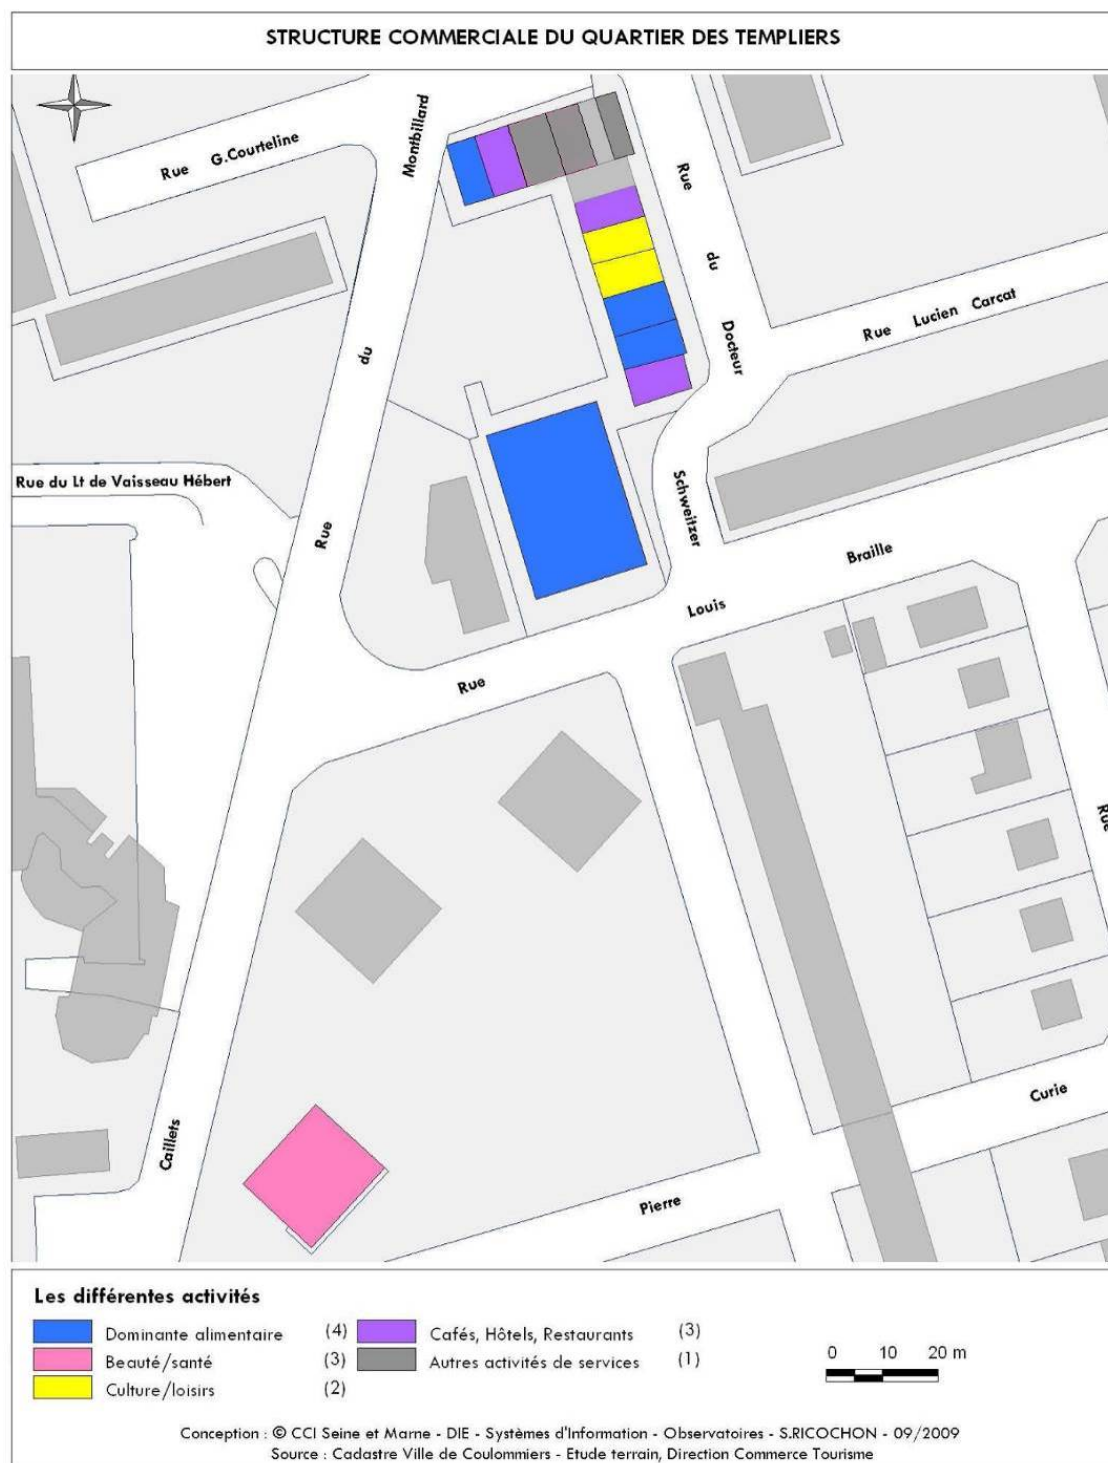 STRUCTURE COMMERCIALE DU QUARTIER DES TEMPLIERS
Rue G.Courteline
Montbillard
Rue
du
Docteur
Rue Lucien Carcat
du
Rue du Lt de Vaisseau Hébert
Rue
Schweitzer
Braille
Louis
Rue
Rue
Curie
Caillets
Pierre
Les différentes activités
Dominante alimentaire (4) Cafés, Hôtels, Restaurants (3)
Beauté/santé (3) Autres activités de services (1)
Culture/loisirs (2)
0 10 20 m
Conception : © CCI Seine et Marne - DIE - Systèmes d'Information - Observatoires - S.RICOCHON - 09/2009
Source : Cadastre Ville de Coulommiers - Etude terrain, Direction Commerce Tourisme